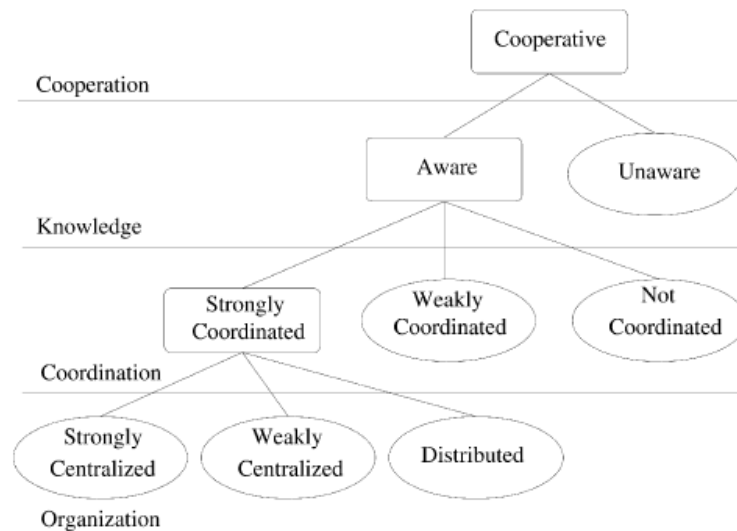 Cooperative
Cooperation
Aware
Unaware
Knowledge
Strongly
Coordinated
Weakly
Coordinated
Not
Coordinated
Coordination
Strongly
Centralized
Weakly
Centralized
Distributed
Organization